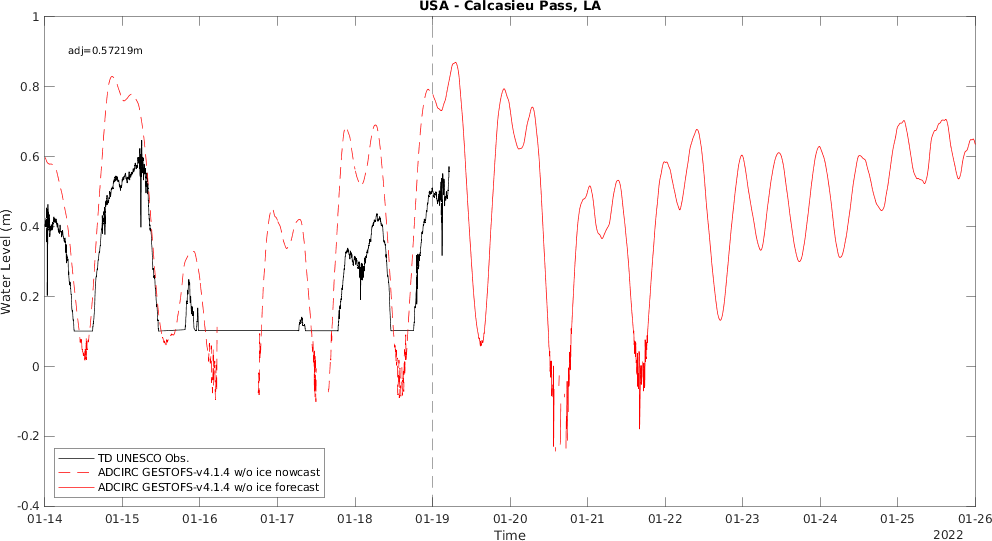 USA - Calcasieu Pass, LA
adj=0.57219m
1
0.8
0.6
0.4
0.2
0
-0.2
-0.4
Water Level (m)
TD UNESCO Obs.
ADCIRC GESTOFS-v4.1.4 w/o ice nowcast
ADCIRC GESTOFS-v4.1.4 w/o ice forecast
01-14 01-15 01-16 01-17 01-18 01-19 01-20 01-21 01-22 01-23 01-24 01-25 01-26
Time
2022